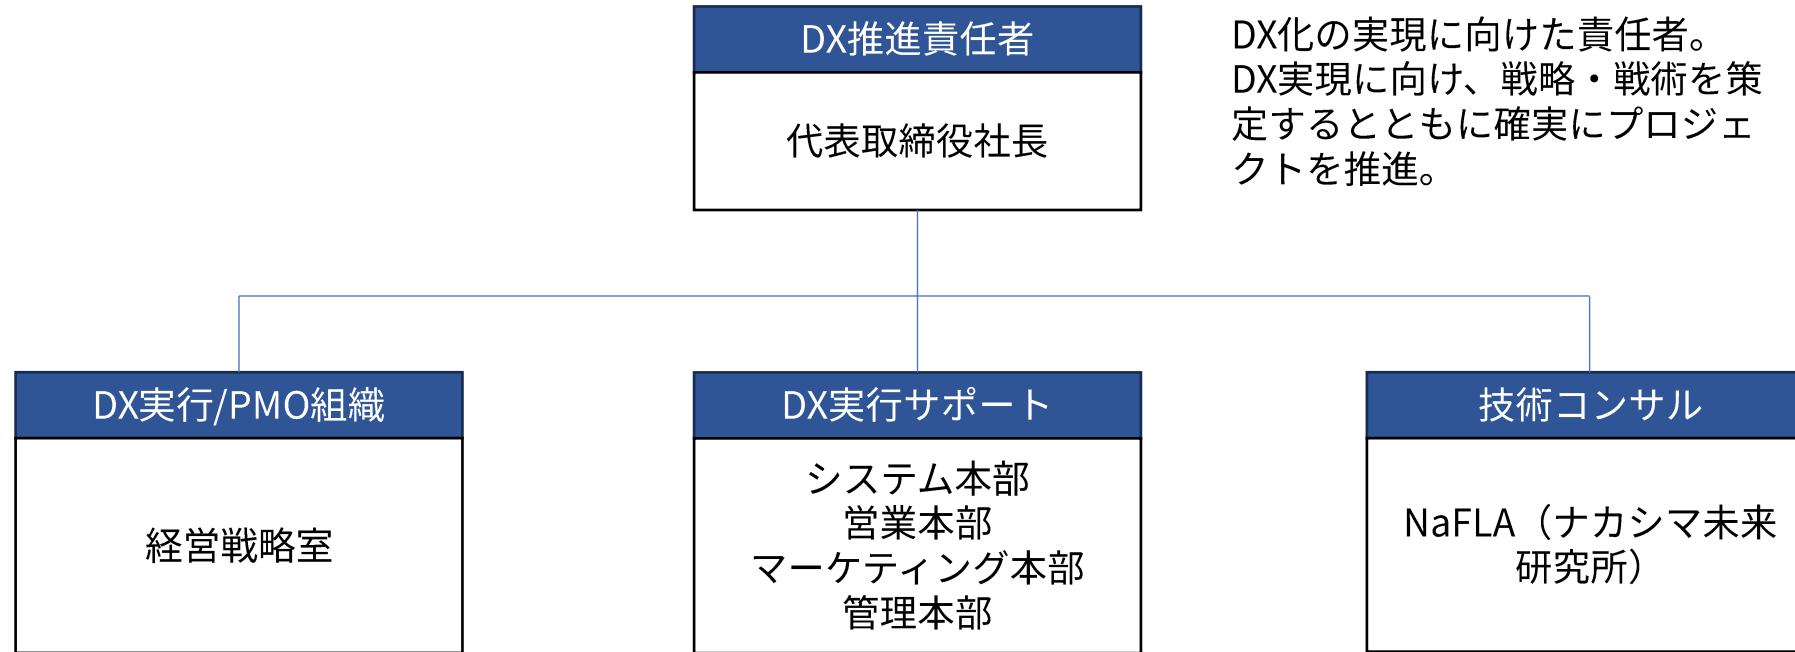 DX推進責任者
代表取締役社長
DX化の実現に向けた責任者。
DX実現に向け、戦略・戦術を策
定するとともに確実にプロジェ
クトを推進。
DX実行/PMO組織
経営戦略室
DX実行サポート
システム本部
営業本部
マーケティング本部
管理本部
技術コンサル
NaFLA（ナカシマ未来
研究所）